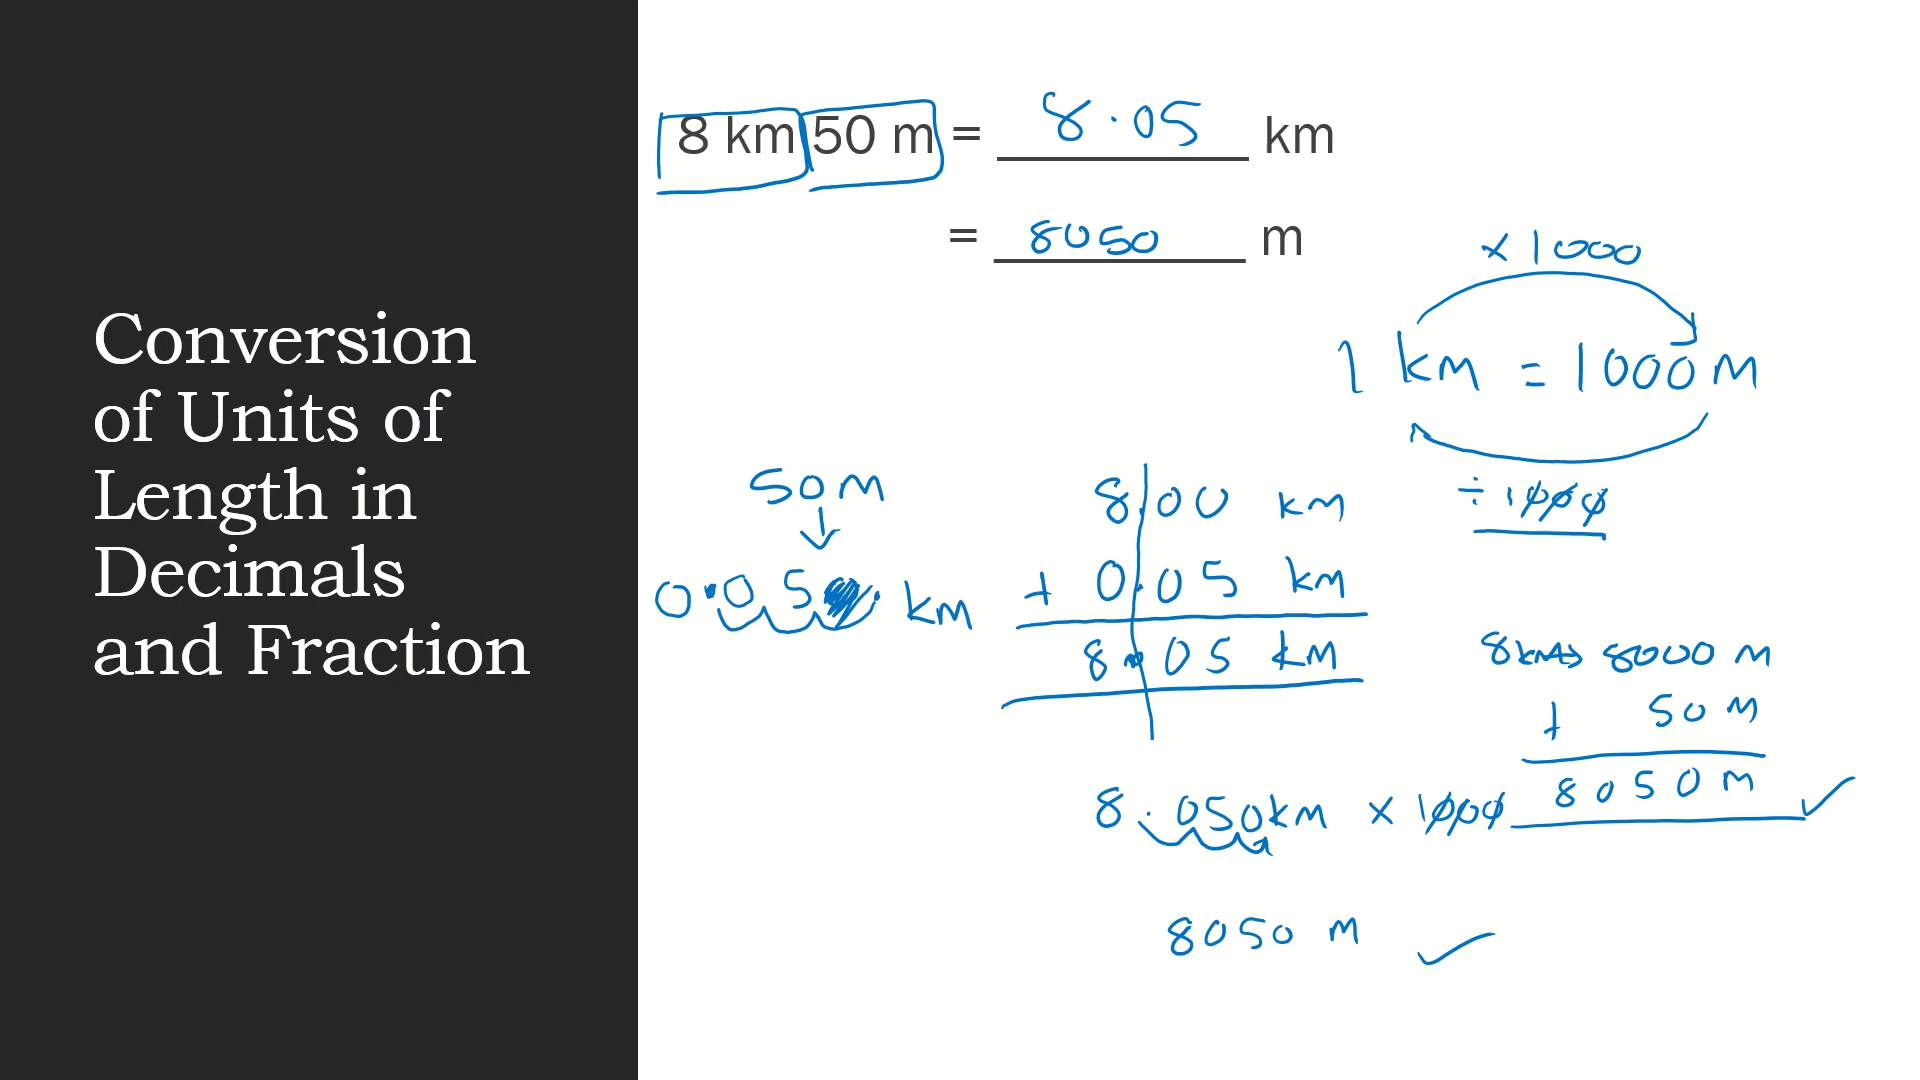 Conversion
of Units of
Length in
Decimals
and Fraction
8 km 50 m = 8.05 km
= 8050 m
×1000
1 km = 1000 m
÷1000
50 m
0.05 km
8.00 km
+ 0.05 km
8.05 km
8 km → 8000 m
+ 50 m
8050 m
8.050 km × 1000
8050 m